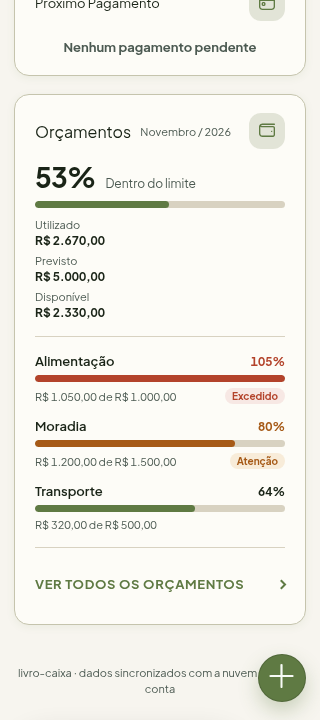 Próximo Pagamento
Nenhum pagamento pendente
Orçamentos Novembro / 2026
53% Dentro do limite
Utilizado
R$ 2.670,00
Previsto
R$ 5.000,00
Disponível
R$ 2.330,00
Alimentação 105%
R$ 1.050,00 de R$ 1.000,00 Excedido
Moradia 80%
R$ 1.200,00 de R$ 1.500,00 Atenção
Transporte 64%
R$ 320,00 de R$ 500,00
VER TODOS OS ORÇAMENTOS
livro-caixa · dados sincronizados com a nuvem
conta